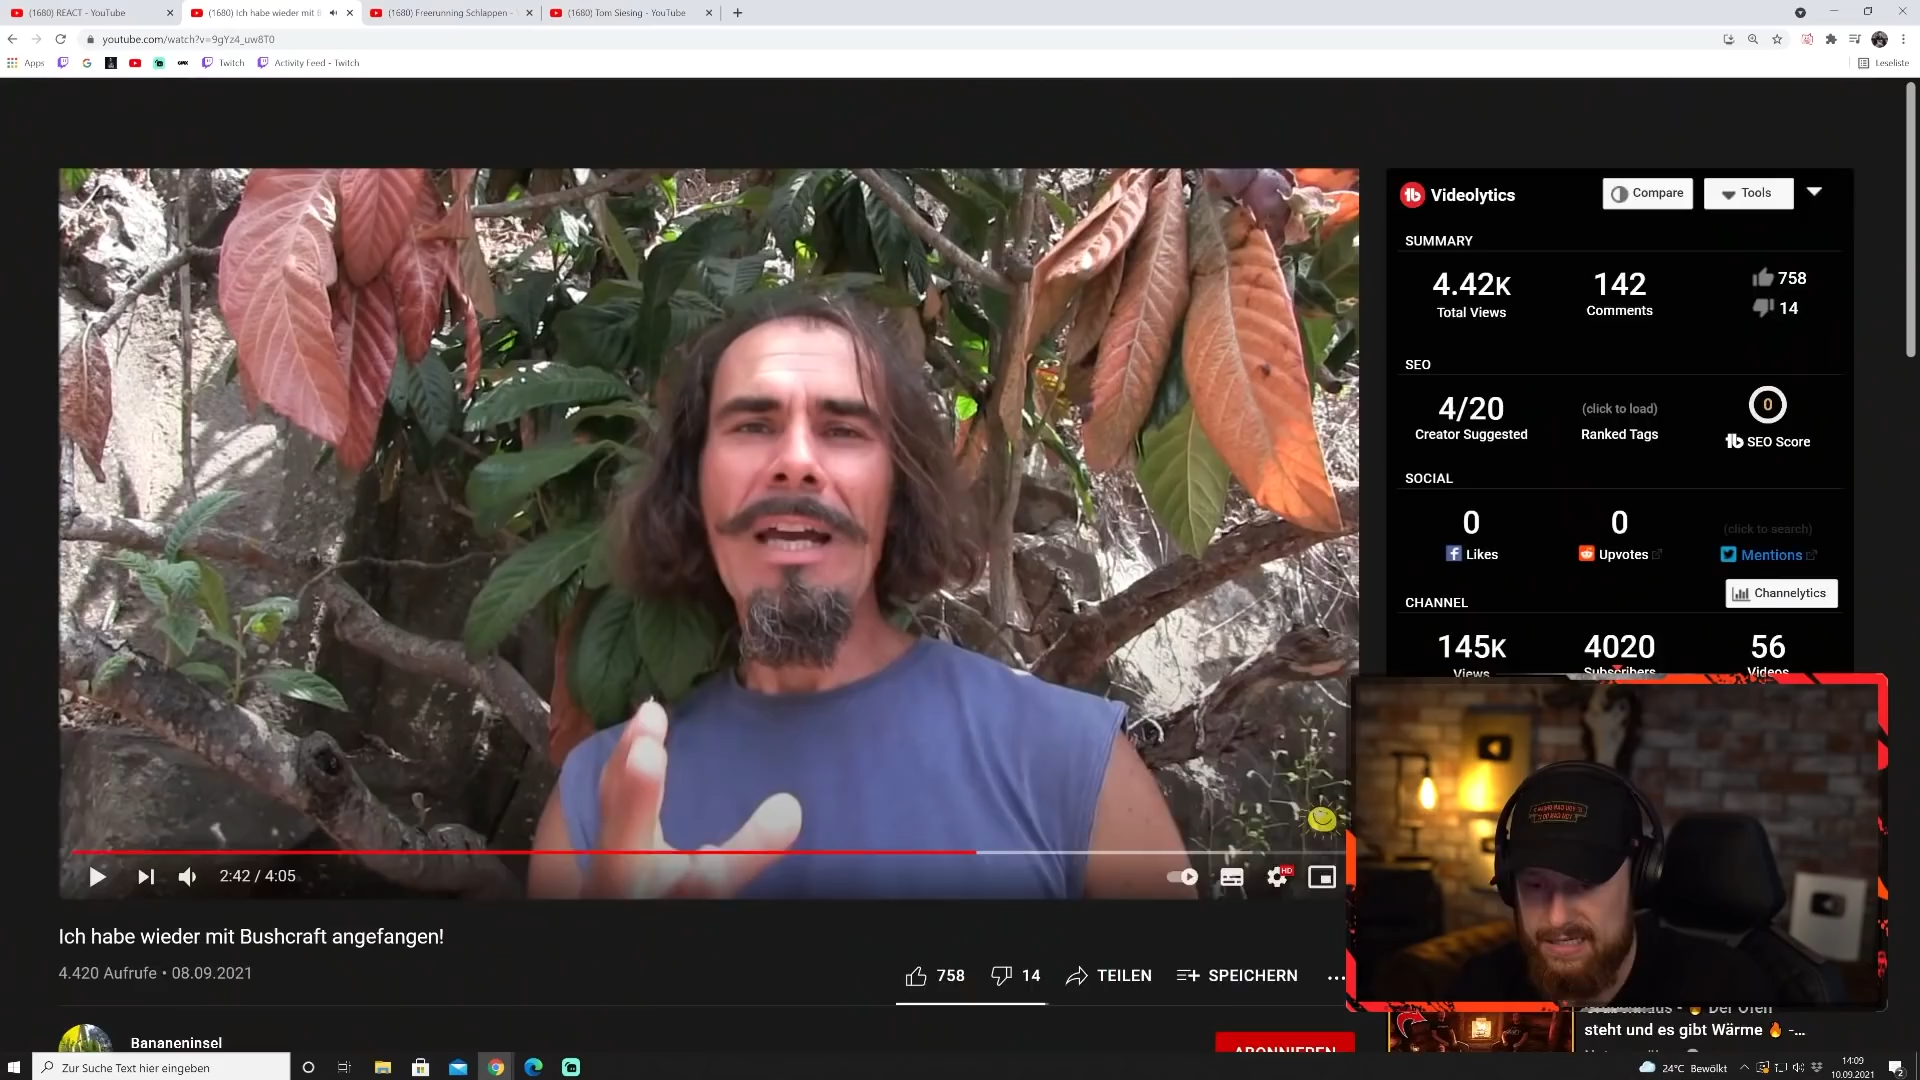 (1680) REACT - YouTube
(1680) Ich habe wieder mit B
(1680) Freerunning Schlappen -
(1680) Tom Siesing - YouTube
youtube.com/watch?v=9gYz4_uw8T0
Apps
Twitch
Activity Feed - Twitch
Leseliste
Videolytics
Compare
Tools
SUMMARY
4.42K
142
758
Total Views
Comments
14
SEO
4/20
(click to load)
0
Creator Suggested
Ranked Tags
SEO Score
SOCIAL
0
0
(click to search)
Likes
Upvotes
Mentions
CHANNEL
Channelytics
145K
4020
56
Views
Subscribers
Videos
2:42 / 4:05
HD
Ich habe wieder mit Bushcraft angefangen!
4.420 Aufrufe • 08.09.2021
758
14
TEILEN
SPEICHERN
Bananeninsel
ABONNIEREN
Der Ofen
steht und es gibt Wärme 🔥 -...
Zur Suche Text hier eingeben
24°C Bewölkt
14:09
10.09.2021
2